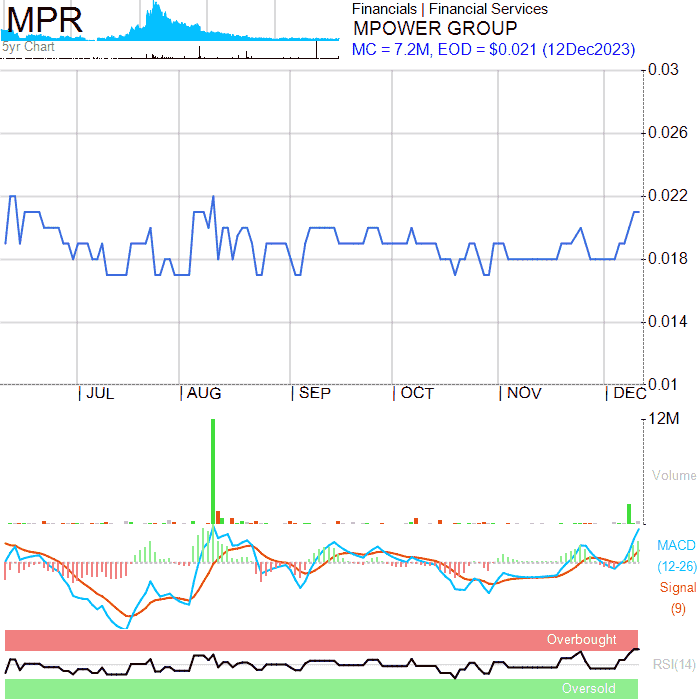 MPR
5yr Chart
Financials | Financial Services
MPOWER GROUP
MC = 7.2M, EOD = $0.021 (12Dec2023)
0.03
0.026
0.022
0.018
0.014
0.01
JUL
AUG
SEP
OCT
NOV
DEC
12M
Volume
MACD
(12-26)
Signal
(9)
Overbought
RSI(14)
Oversold